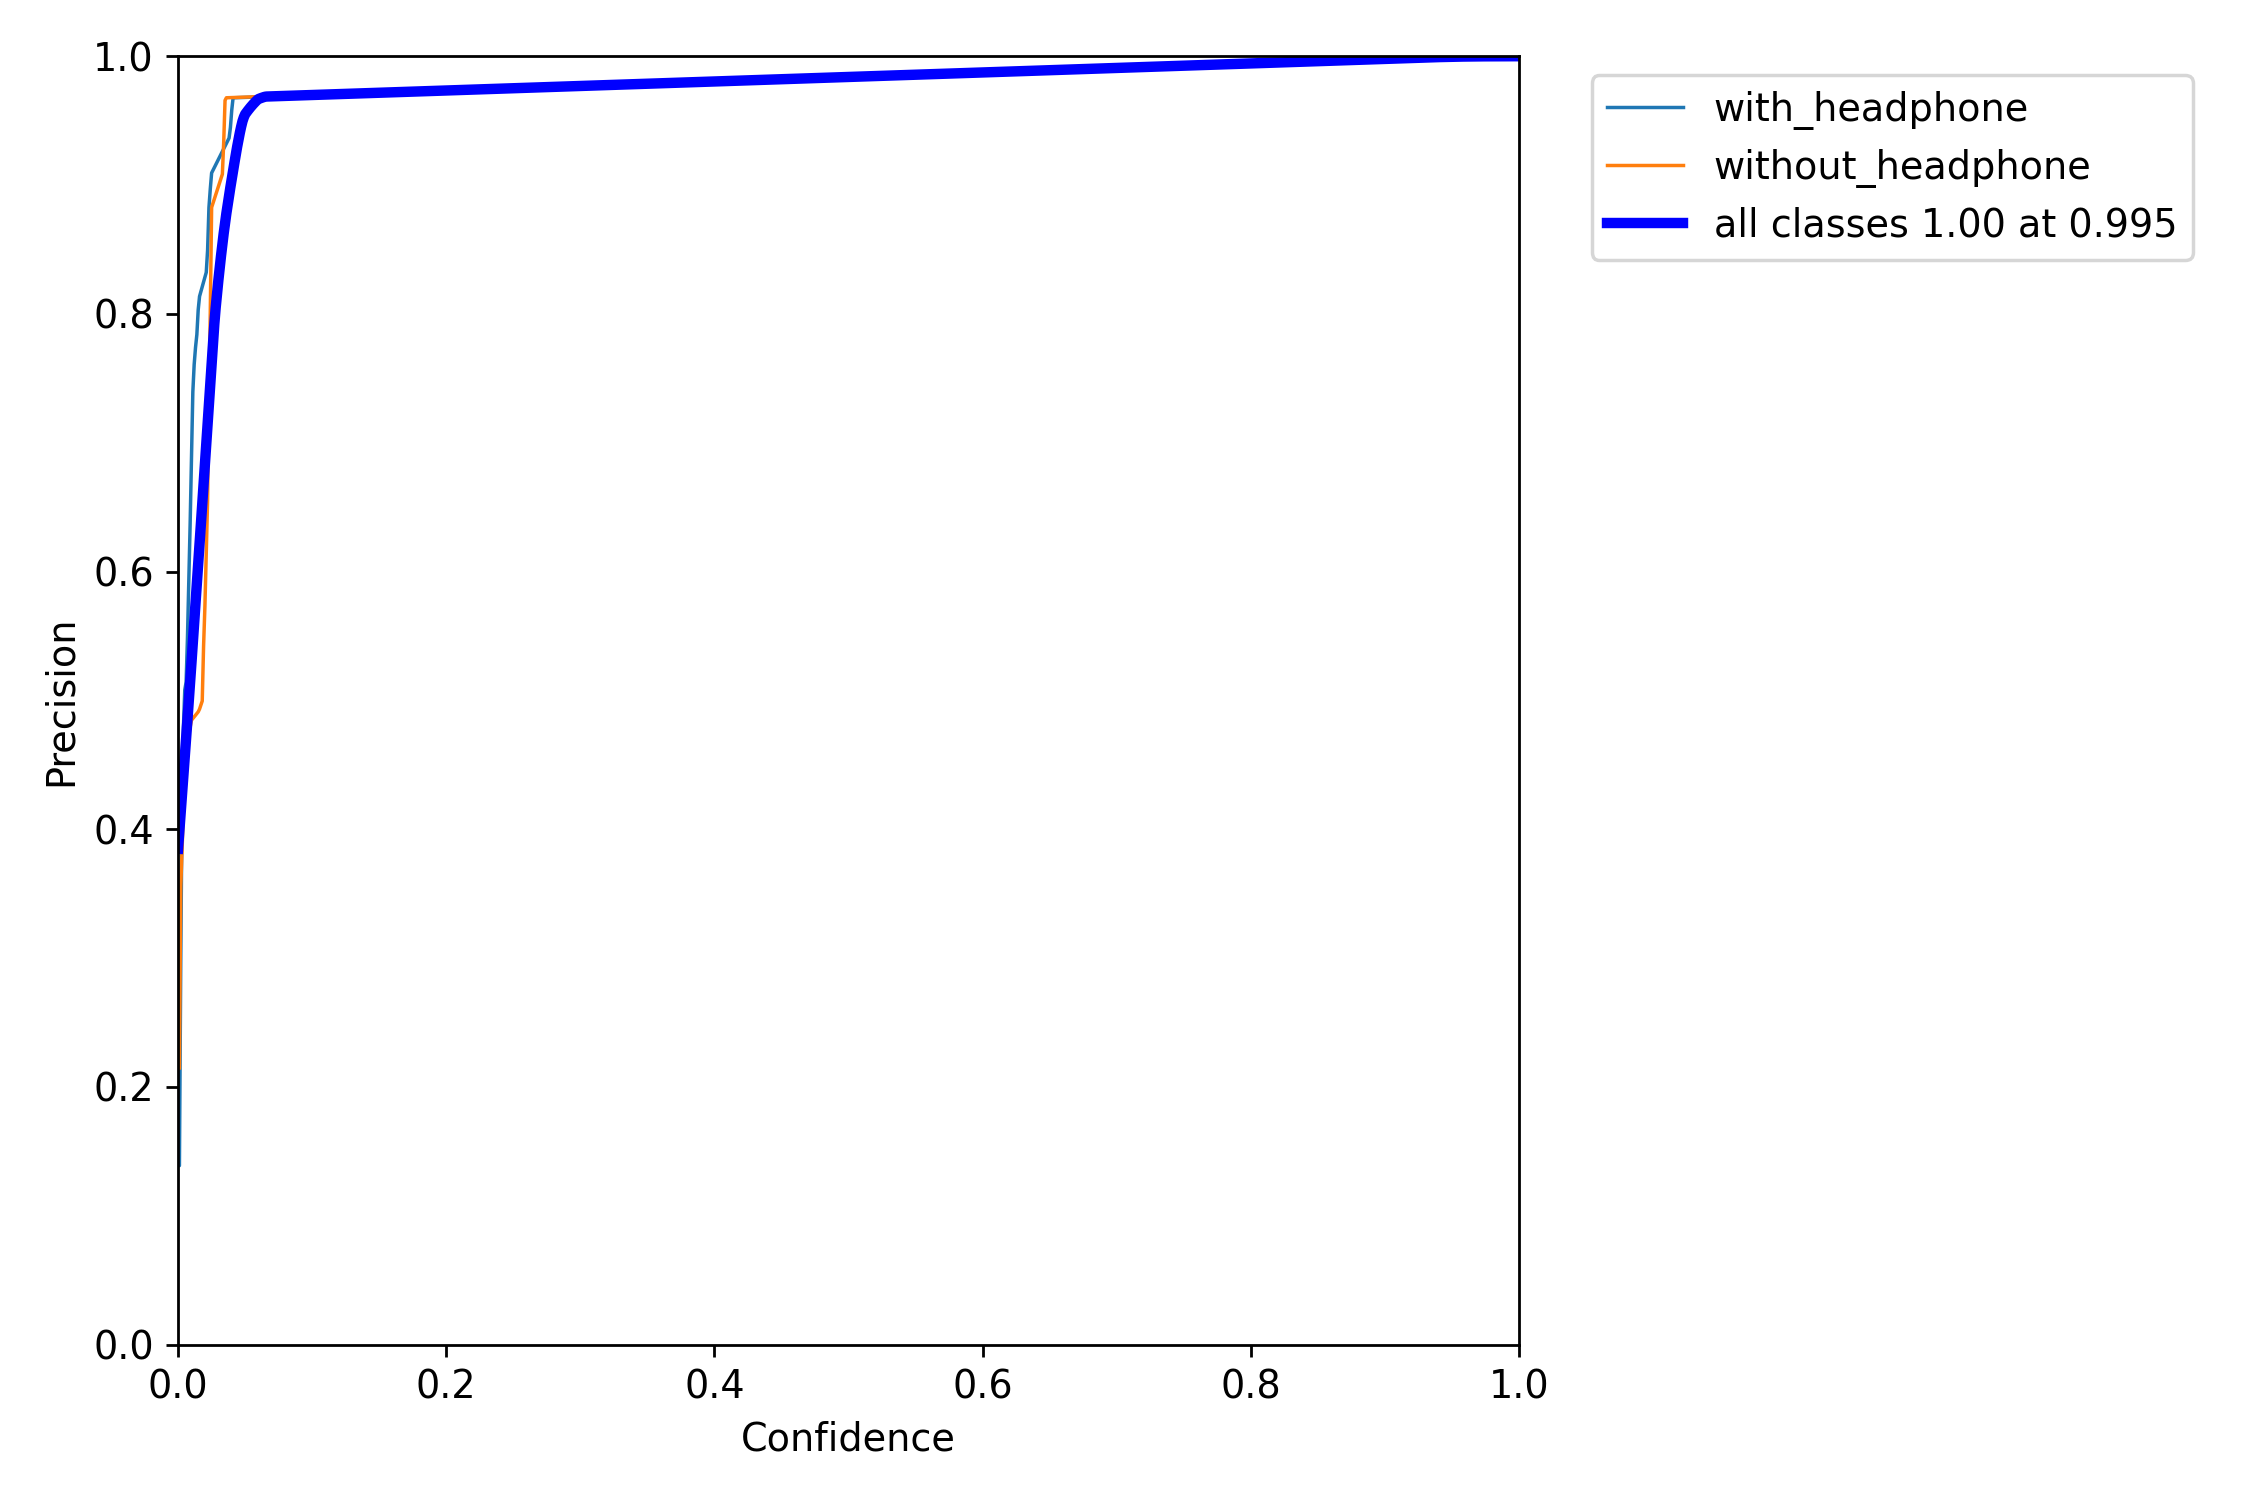 1.0
0.8
0.6
0.4
0.2
0.0
Precision
0.0 0.2 0.4 0.6 0.8 1.0
Confidence
with_headphone
without_headphone
all classes 1.00 at 0.995